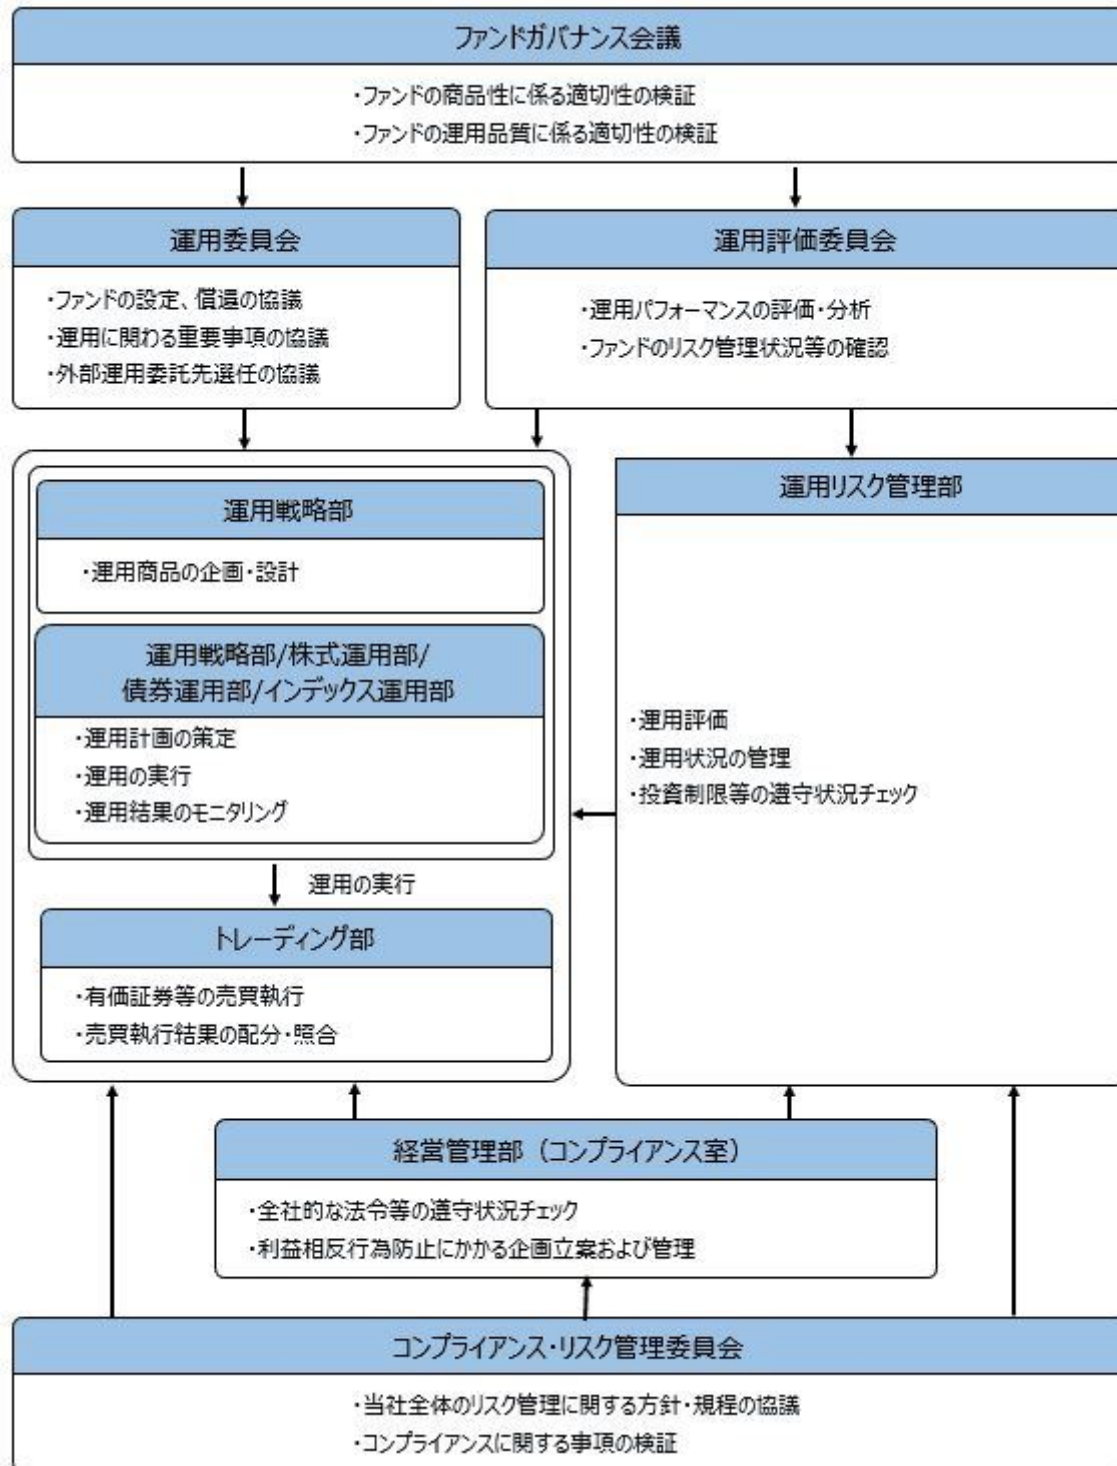 ファンドガバナンス会議
・ファンドの商品性に係る適切性の検証
・ファンドの運用品質に係る適切性の検証
運用委員会
・ファンドの設定、償還の協議
・運用に関わる重要事項の協議
・外部運用委託先選任の協議
運用評価委員会
・運用パフォーマンスの評価・分析
・ファンドのリスク管理状況等の確認
運用戦略部
・運用商品の企画・設計
運用戦略部/株式運用部/
債券運用部/インデックス運用部
・運用計画の策定
・運用の実行
・運用結果のモニタリング
運用の実行
トレーディング部
・有価証券等の売買執行
・売買執行結果の配分・照合
運用リスク管理部
・運用評価
・運用状況の管理
・投資制限等の遵守状況チェック
経営管理部（コンプライアンス室）
・全社的な法令等の遵守状況チェック
・利益相反行為防止にかかる企画立案および管理
コンプライアンス・リスク管理委員会
・当社全体のリスク管理に関する方針・規程の協議
・コンプライアンスに関する事項の検証